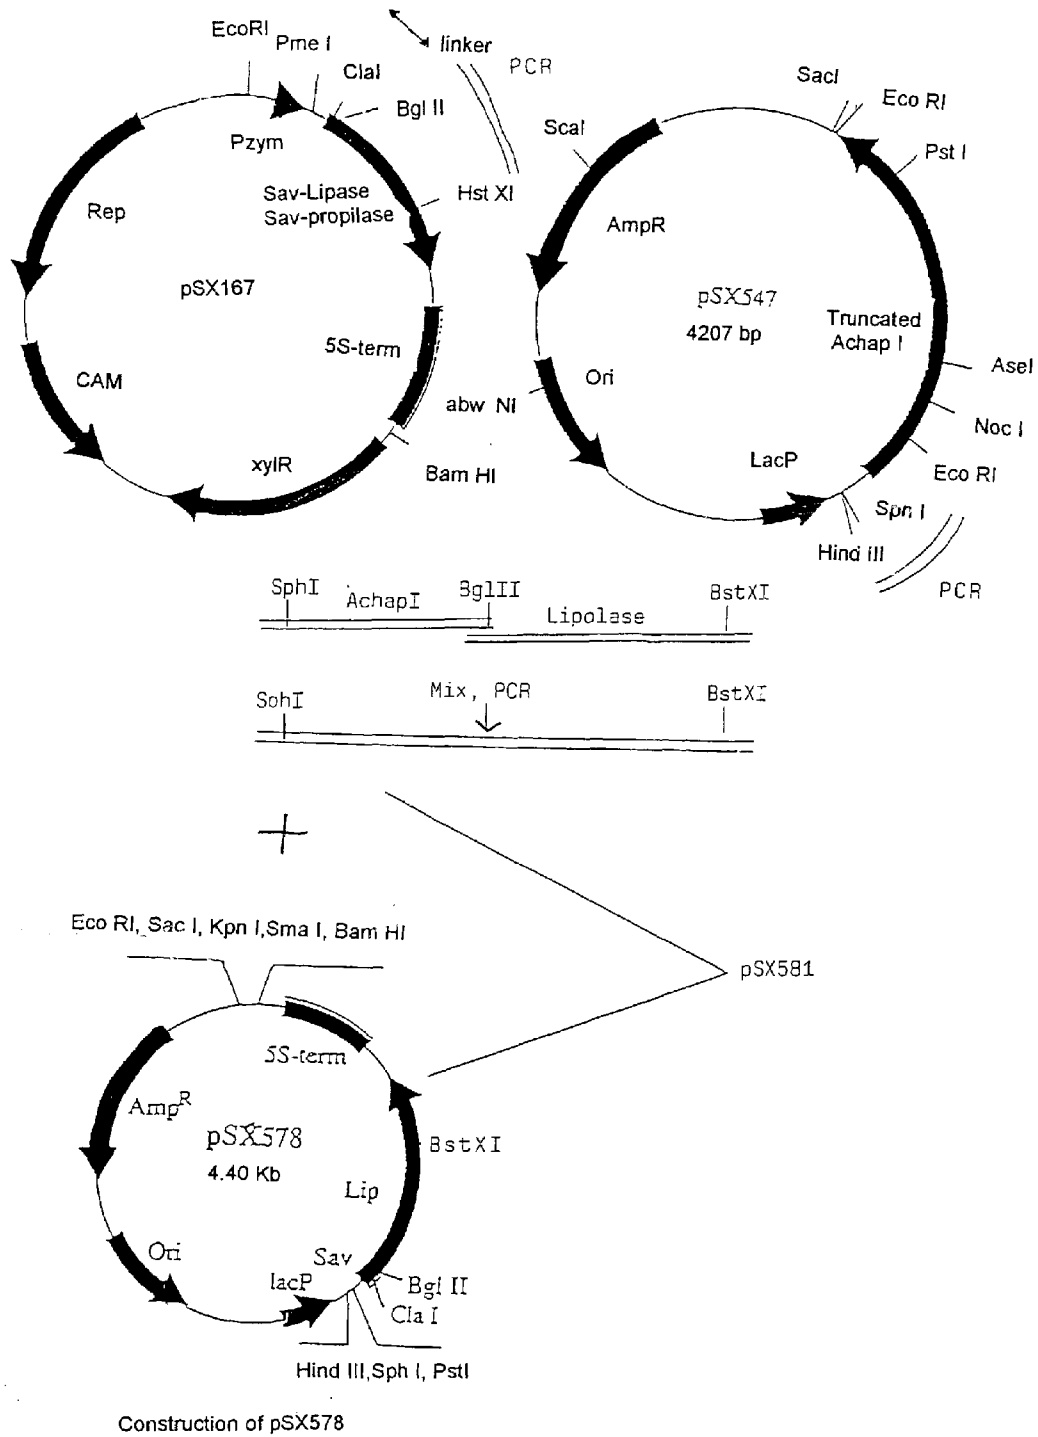 EcoRI
Pme I
linker
PCR
ClaI
Bgl II
Pzym
Rep
Sav-Lipase
Sav-propilase
Hst XI
pSX167
5S-term
CAM
xylR
Bam HI
SacI
Eco RI
ScaI
Pst I
AmpR
pSX547
4207 bp
Truncated
Achap I
AseI
Ori
abw NI
Noc I
LacP
Eco RI
Spn I
Hind III
PCR
SphI
AchapI
BglII
BstXI
Lipolase
SohI
Mix, PCR
BstXI
Eco RI, Sac I, Kpn I,Sma I, Bam HI
pSX581
5S-term
AmpR
pSX578
4.40 Kb
BstXI
Lip
Ori
Sav
lacP
Bgl II
Cla I
Hind III,Sph I, PstI
Construction of pSX578